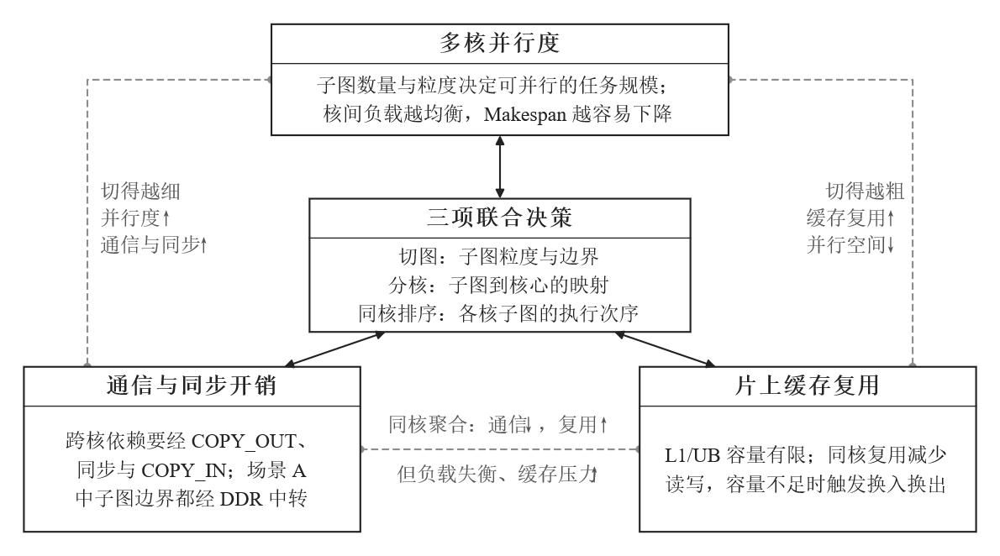 多核并行度
子图数量与粒度决定可并行的任务规模；
核间负载越均衡，Makespan 越容易下降
切得越细
并行度↑
通信与同步↑
切得越粗
缓存复用↑
并行空间↓
三项联合决策
切图：子图粒度与边界
分核：子图到核心的映射
同核排序：各核子图的执行次序
通信与同步开销
跨核依赖要经 COPY_OUT、
同步与 COPY_IN；场景 A
中子图边界都经 DDR 中转
同核聚合：通信↓，复用↑
但负载失衡、缓存压力↑
片上缓存复用
L1/UB 容量有限；同核复用减少
读写，容量不足时触发换入换出